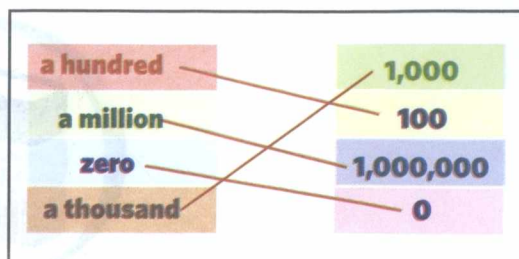 a hundred
a million
zero
a thousand
1,000
100
1,000,000
0